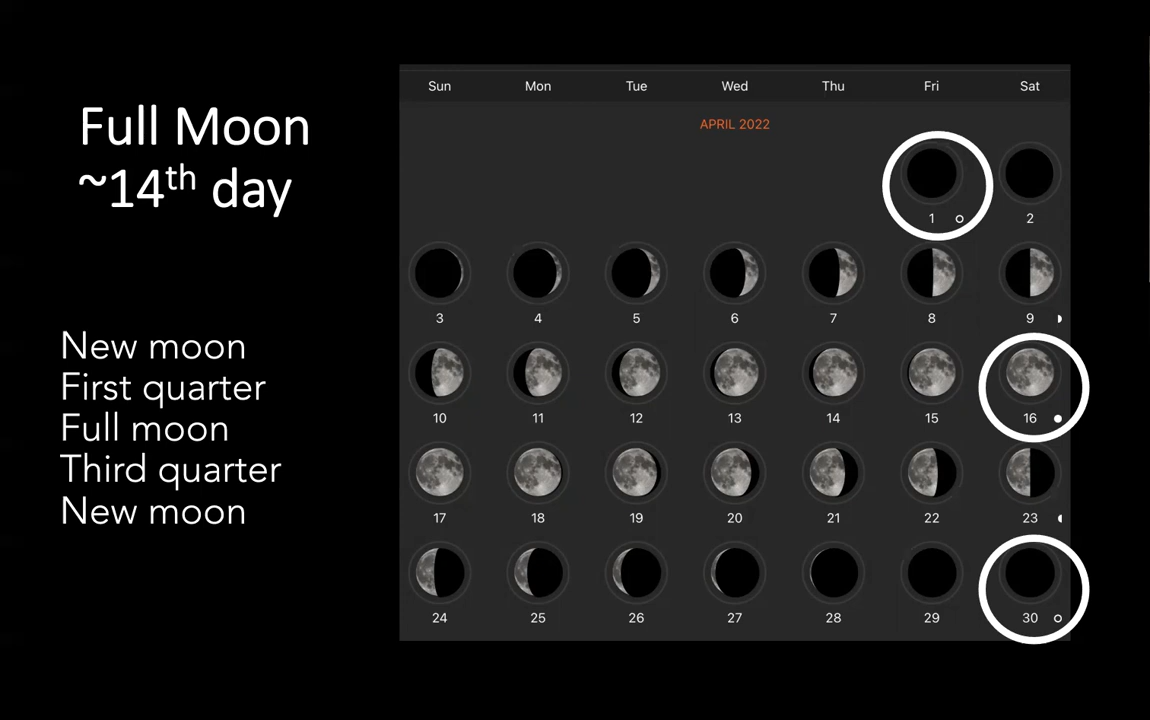 Full Moon
~14th day
New moon
First quarter
Full moon
Third quarter
New moon
Sun Mon Tue Wed Thu Fri Sat
APRIL 2022
1 2
3 4 5 6 7 8 9
10 11 12 13 14 15 16
17 18 19 20 21 22 23
24 25 26 27 28 29 30